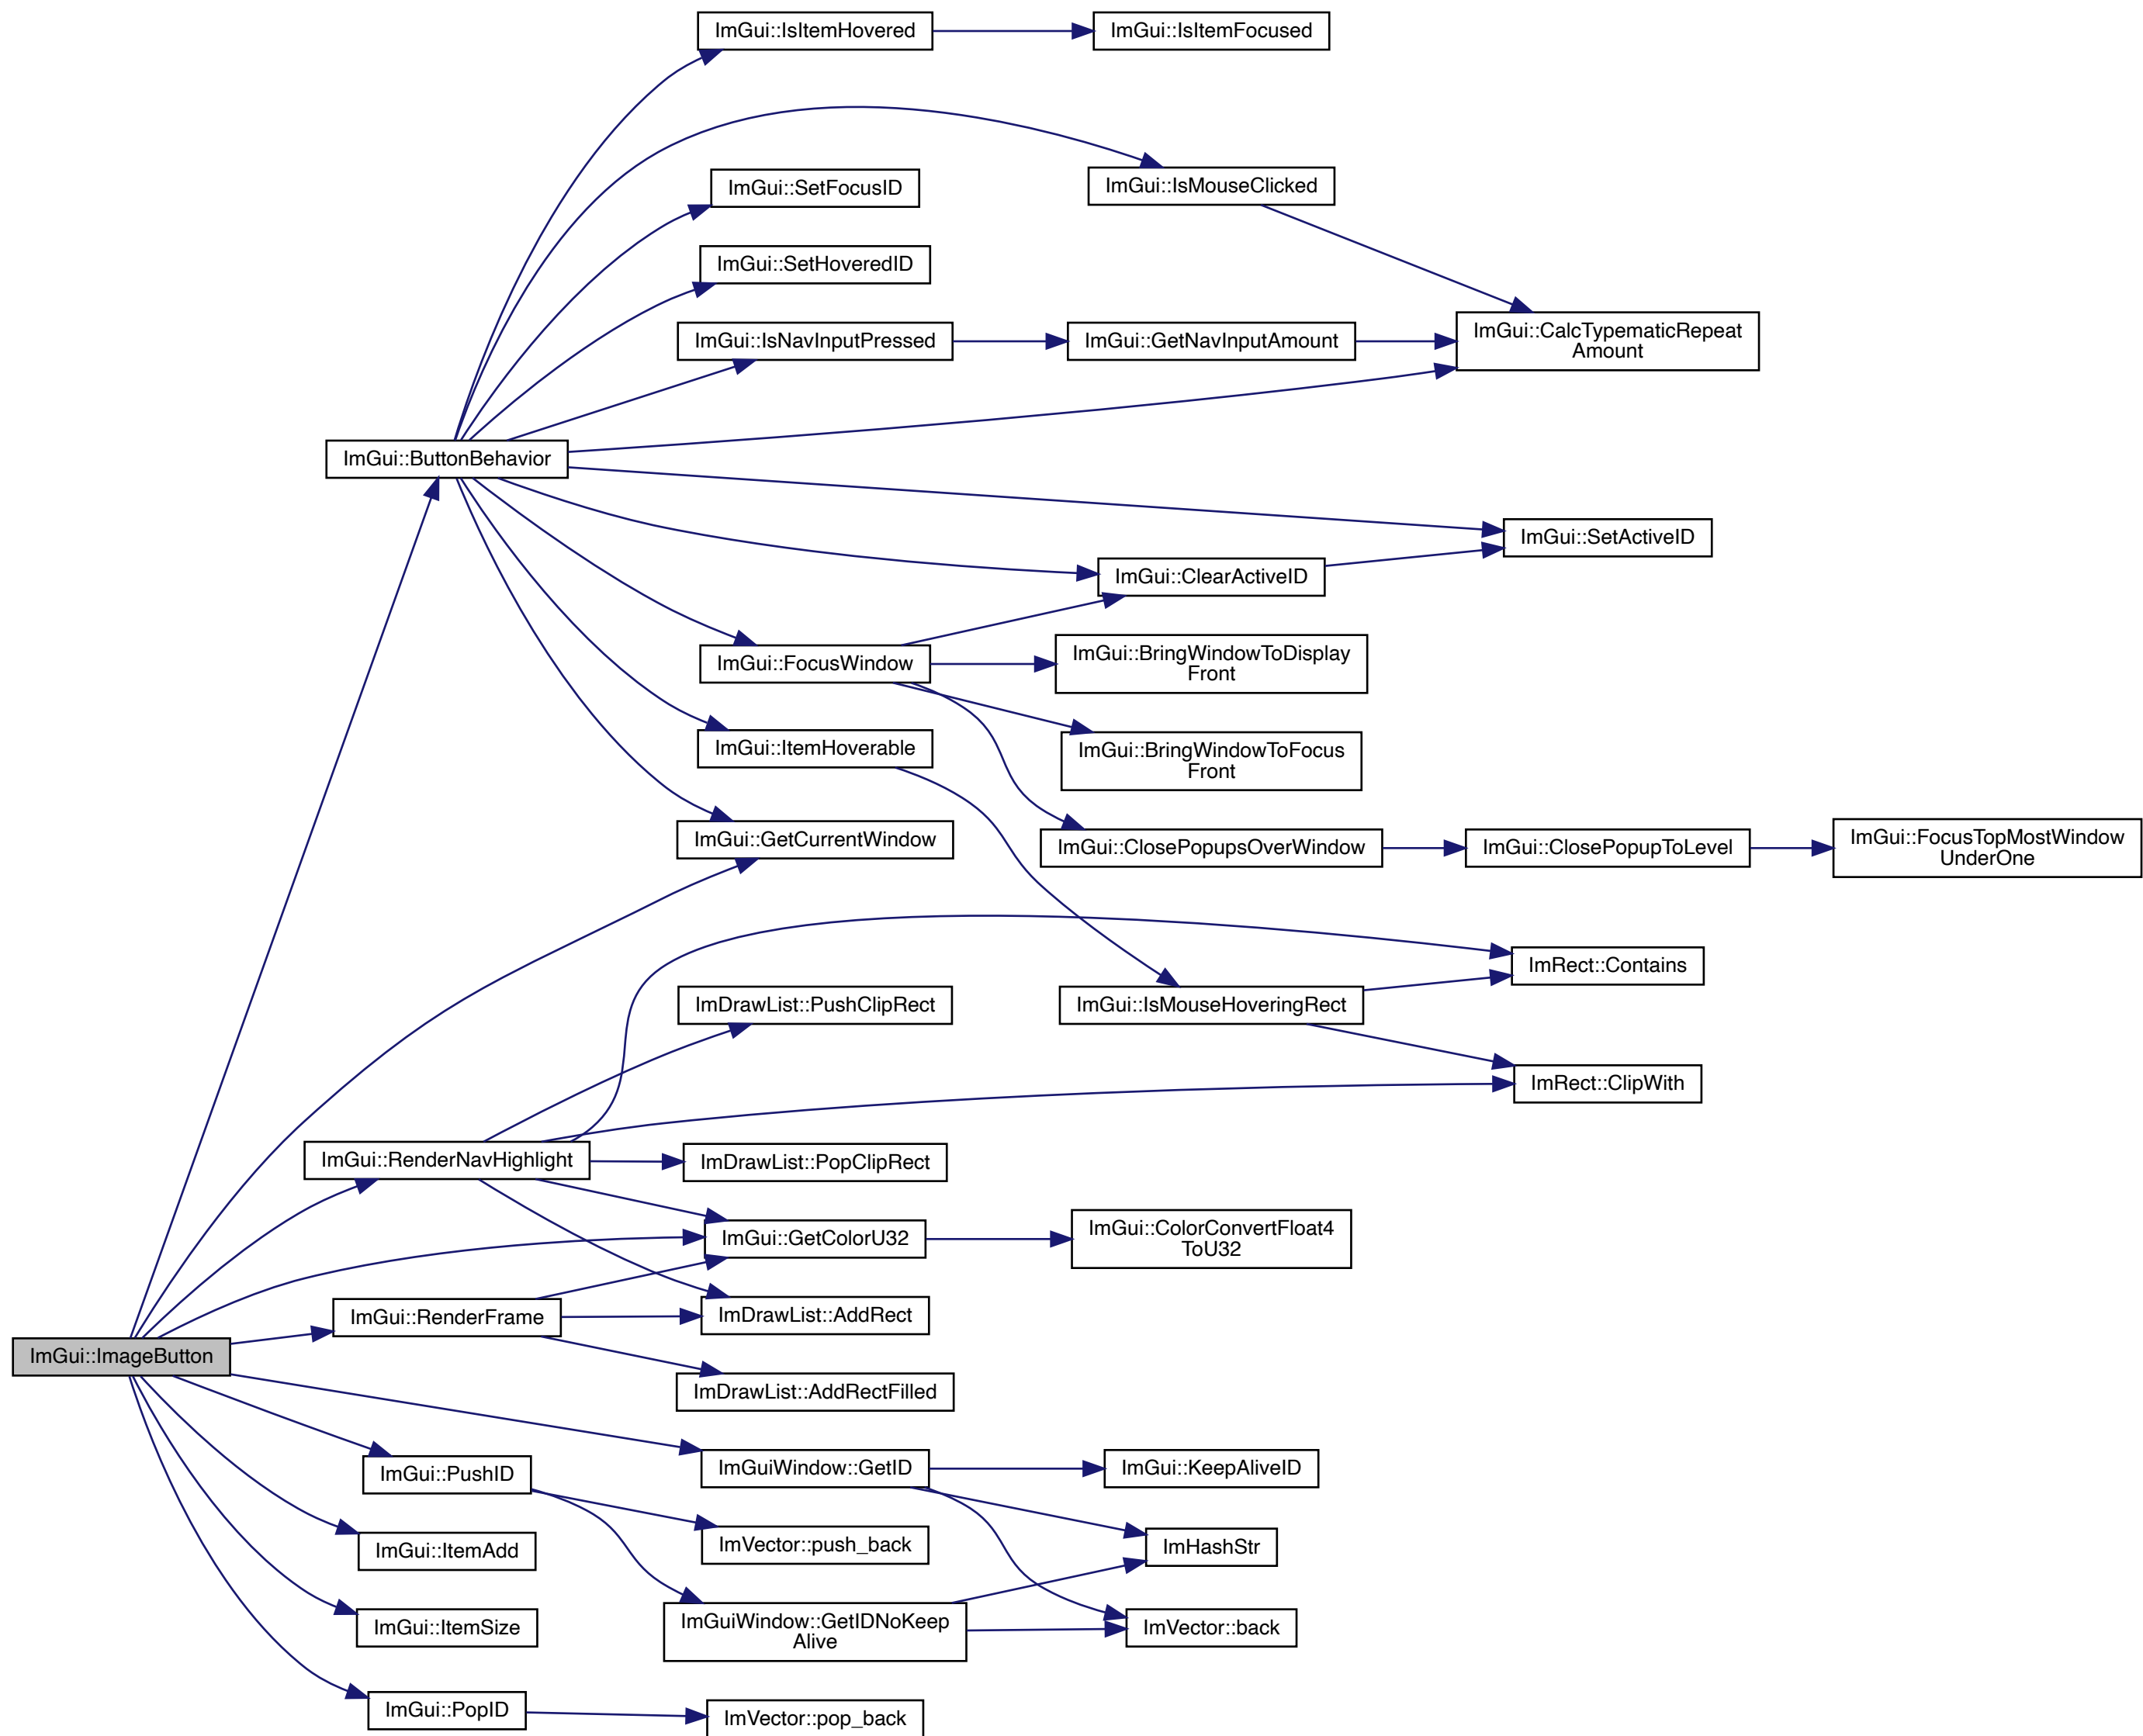 ImGui::IsItemHovered
ImGui::IsItemFocused
ImGui::SetFocusID
ImGui::IsMouseClicked
ImGui::SetHoveredID
ImGui::IsNavInputPressed
ImGui::GetNavInputAmount
ImGui::CalcTypematicRepeat
Amount
ImGui::ButtonBehavior
ImGui::SetActiveID
ImGui::ClearActiveID
ImGui::FocusWindow
ImGui::BringWindowToDisplay
Front
ImGui::ItemHoverable
ImGui::BringWindowToFocus
Front
ImGui::GetCurrentWindow
ImGui::ClosePopupsOverWindow
ImGui::ClosePopupToLevel
ImGui::FocusTopMostWindow
UnderOne
ImRect::Contains
ImDrawList::PushClipRect
ImGui::IsMouseHoveringRect
ImRect::ClipWith
ImGui::RenderNavHighlight
ImDrawList::PopClipRect
ImGui::GetColorU32
ImGui::ColorConvertFloat4
ToU32
ImGui::RenderFrame
ImDrawList::AddRect
ImGui::ImageButton
ImDrawList::AddRectFilled
ImGui::PushID
ImGuiWindow::GetID
ImGui::KeepAliveID
ImGui::ItemAdd
ImVector::push_back
ImHashStr
ImGui::ItemSize
ImGuiWindow::GetIDNoKeep
Alive
ImVector::back
ImGui::PopID
ImVector::pop_back